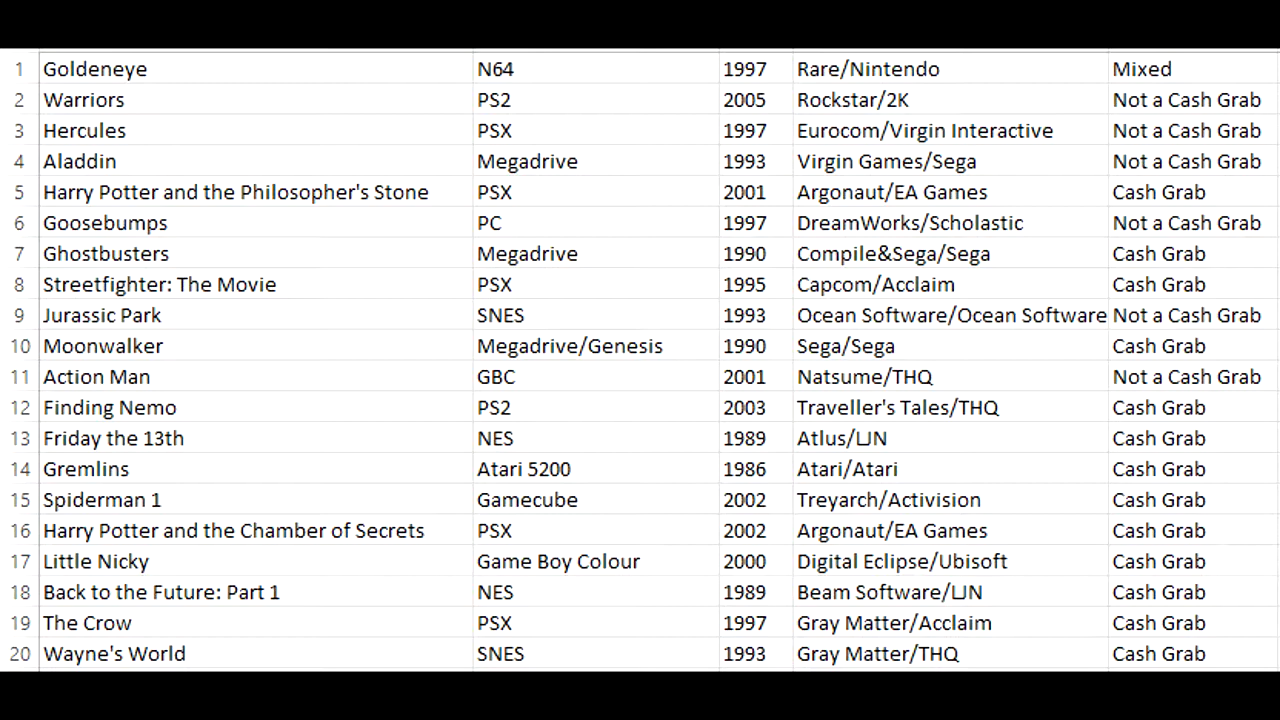 1 Goldeneye N64 1997 Rare/Nintendo Mixed
2 Warriors PS2 2005 Rockstar/2K Not a Cash Grab
3 Hercules PSX 1997 Eurocom/Virgin Interactive Not a Cash Grab
4 Aladdin Megadrive 1993 Virgin Games/Sega Not a Cash Grab
5 Harry Potter and the Philosopher's Stone PSX 2001 Argonaut/EA Games Cash Grab
6 Goosebumps PC 1997 DreamWorks/Scholastic Not a Cash Grab
7 Ghostbusters Megadrive 1990 Compile&Sega/Sega Cash Grab
8 Streetfighter: The Movie PSX 1995 Capcom/Acclaim Cash Grab
9 Jurassic Park SNES 1993 Ocean Software/Ocean Software Not a Cash Grab
10 Moonwalker Megadrive/Genesis 1990 Sega/Sega Cash Grab
11 Action Man GBC 2001 Natsume/THQ Not a Cash Grab
12 Finding Nemo PS2 2003 Traveller's Tales/THQ Cash Grab
13 Friday the 13th NES 1989 Atlus/LJN Cash Grab
14 Gremlins Atari 5200 1986 Atari/Atari Cash Grab
15 Spiderman 1 Gamecube 2002 Treyarch/Activision Cash Grab
16 Harry Potter and the Chamber of Secrets PSX 2002 Argonaut/EA Games Cash Grab
17 Little Nicky Game Boy Colour 2000 Digital Eclipse/Ubisoft Cash Grab
18 Back to the Future: Part 1 NES 1989 Beam Software/LJN Cash Grab
19 The Crow PSX 1997 Gray Matter/Acclaim Cash Grab
20 Wayne's World SNES 1993 Gray Matter/THQ Cash Grab